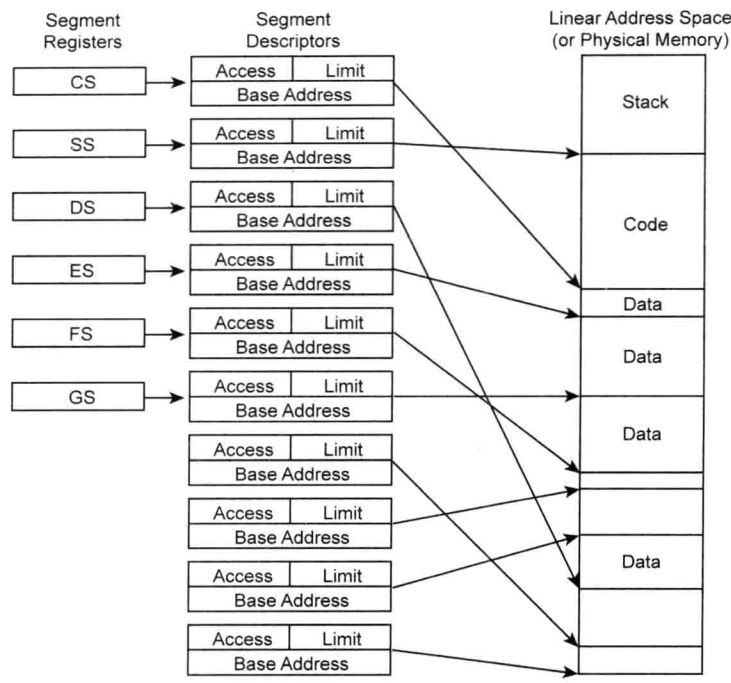 Segment
Registers
Segment
Descriptors
Linear Address Space
(or Physical Memory)
CS
Access Limit
Base Address
Stack
SS
Access Limit
Base Address
DS
Access Limit
Base Address
Code
ES
Access Limit
Base Address
Data
FS
Access Limit
Base Address
Data
GS
Access Limit
Base Address
Data
Access Limit
Base Address
Access Limit
Base Address
Access Limit
Base Address
Data
Access Limit
Base Address